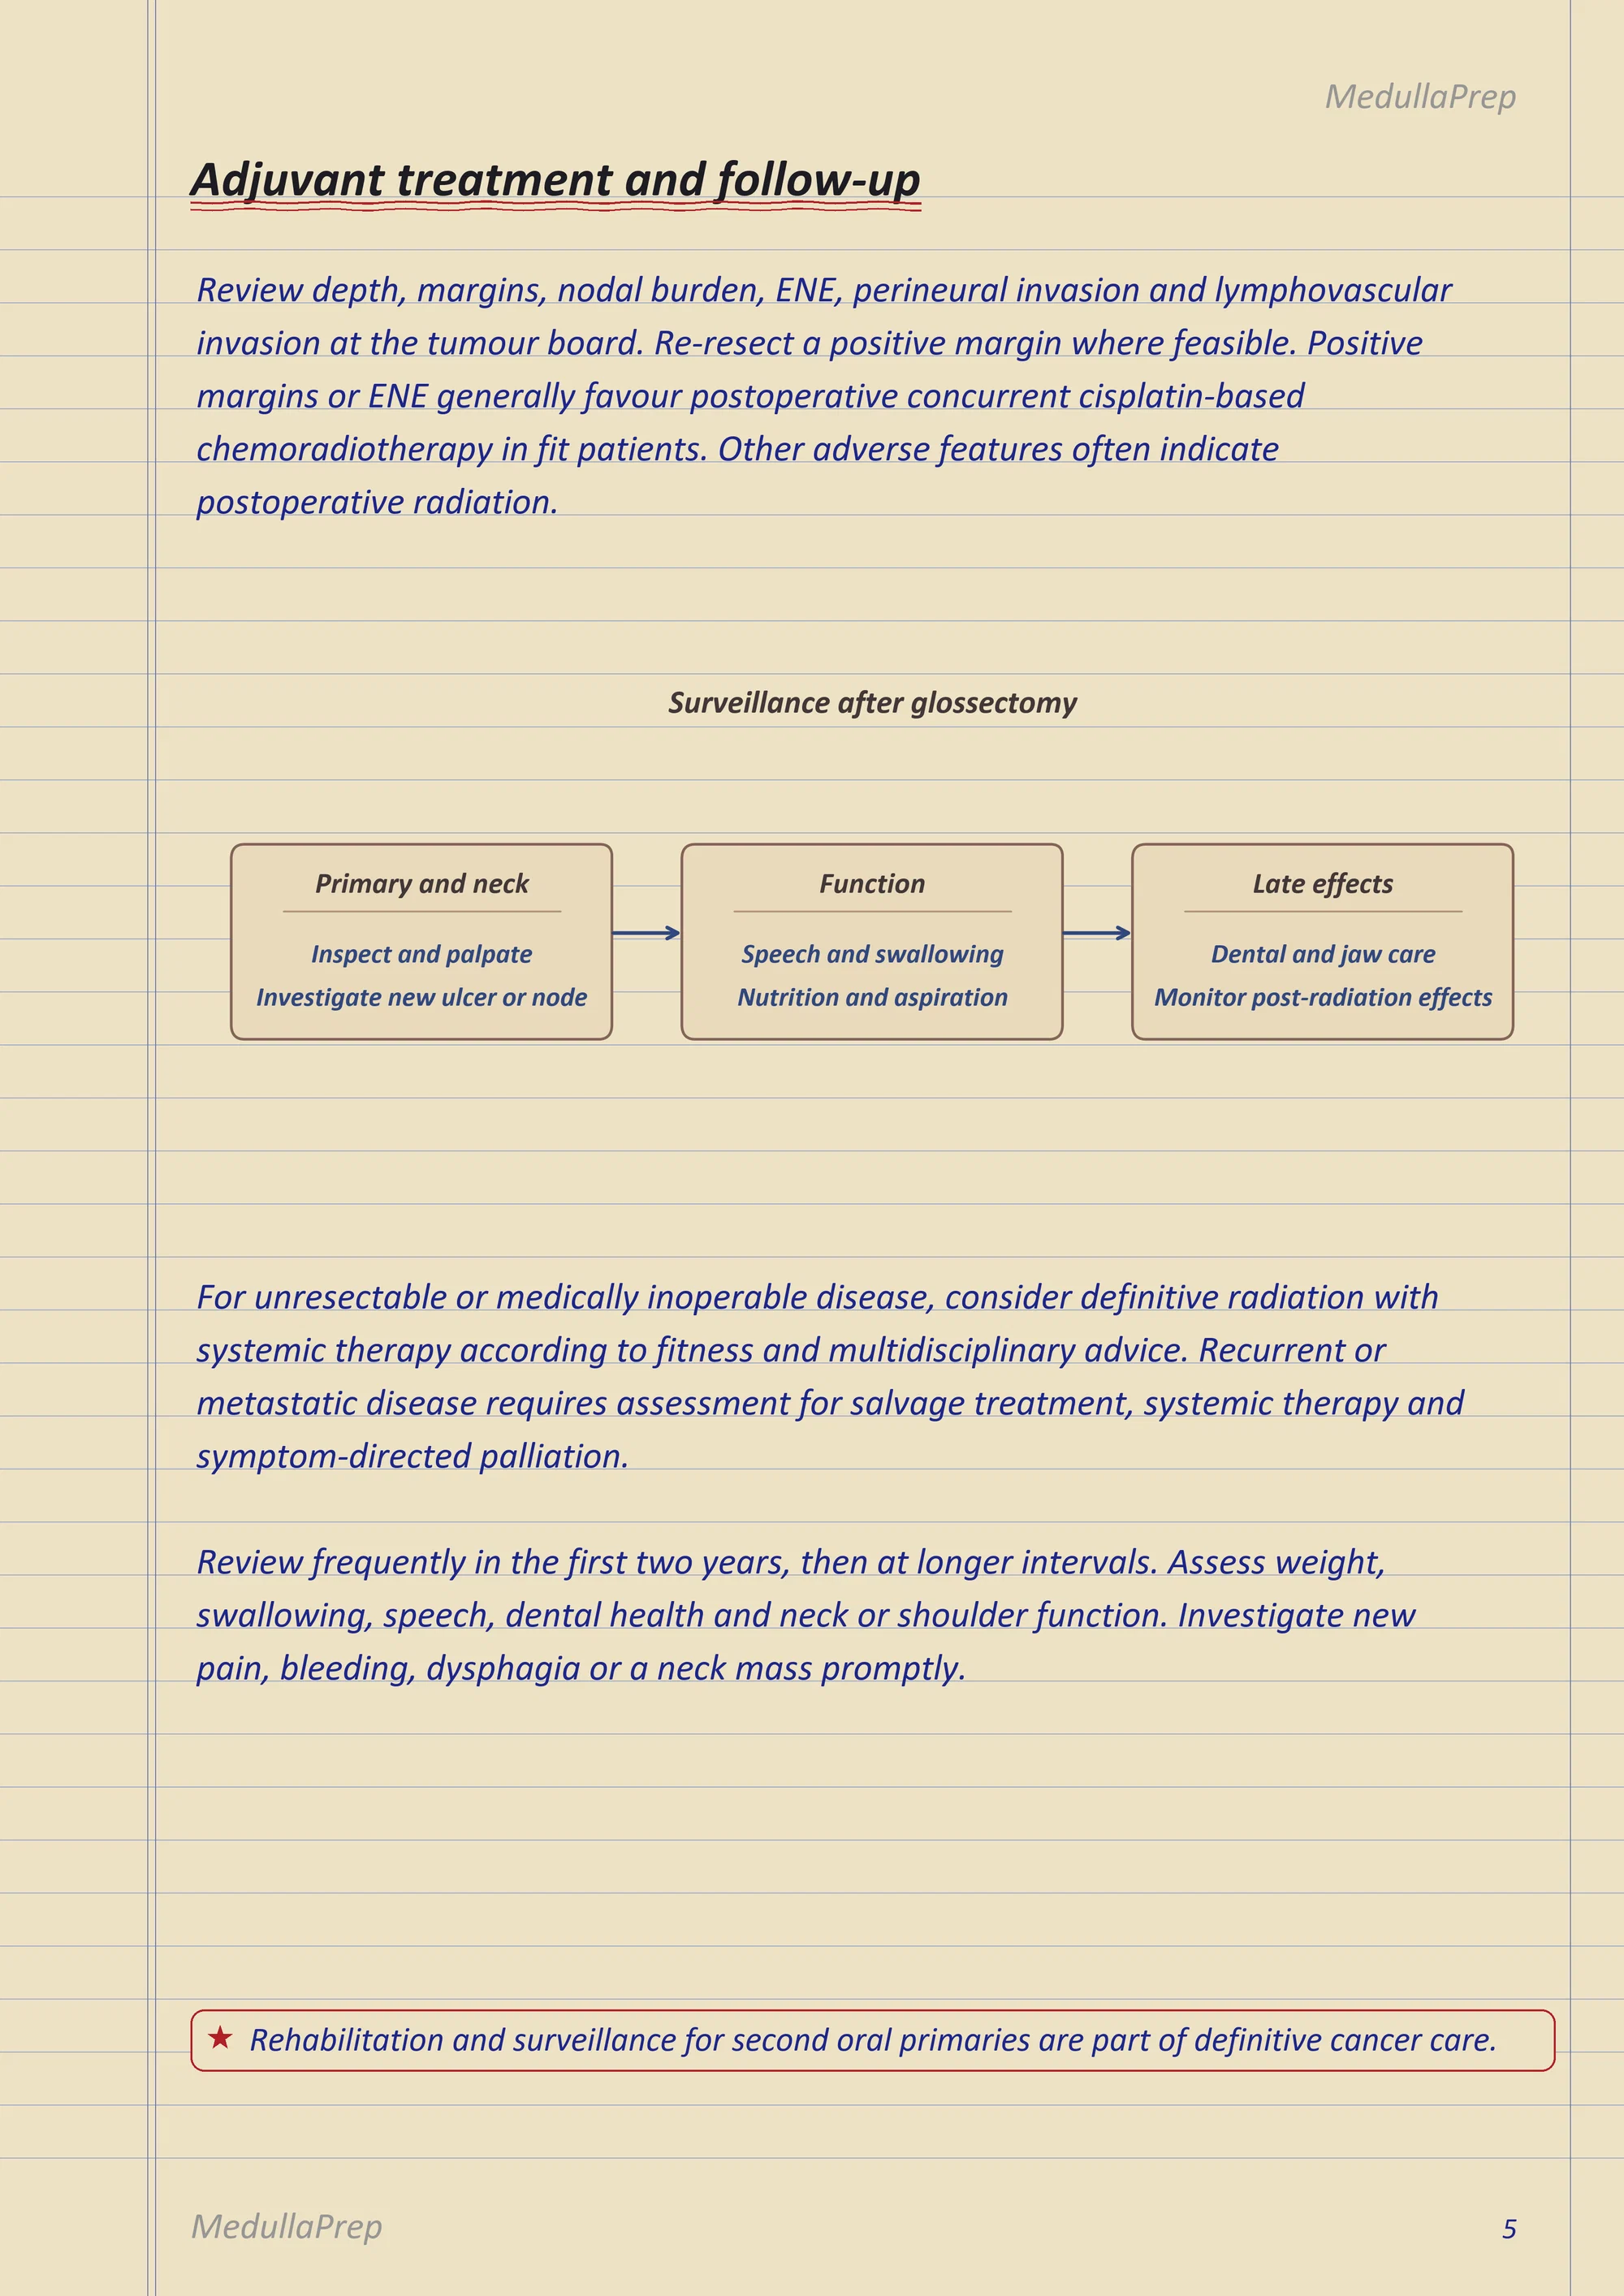 MedullaPrep
Adjuvant treatment and follow-up
Review depth, margins, nodal burden, ENE, perineural invasion and lymphovascular
invasion at the tumour board. Re-resect a positive margin where feasible. Positive
margins or ENE generally favour postoperative concurrent cisplatin-based
chemoradiotherapy in fit patients. Other adverse features often indicate
postoperative radiation.
Surveillance after glossectomy
Primary and neck
Inspect and palpate
Investigate new ulcer or node
Function
Speech and swallowing
Nutrition and aspiration
Late effects
Dental and jaw care
Monitor post-radiation effects
For unresectable or medically inoperable disease, consider definitive radiation with
systemic therapy according to fitness and multidisciplinary advice. Recurrent or
metastatic disease requires assessment for salvage treatment, systemic therapy and
symptom-directed palliation.
Review frequently in the first two years, then at longer intervals. Assess weight,
swallowing, speech, dental health and neck or shoulder function. Investigate new
pain, bleeding, dysphagia or a neck mass promptly.
★ Rehabilitation and surveillance for second oral primaries are part of definitive cancer care.
MedullaPrep
5